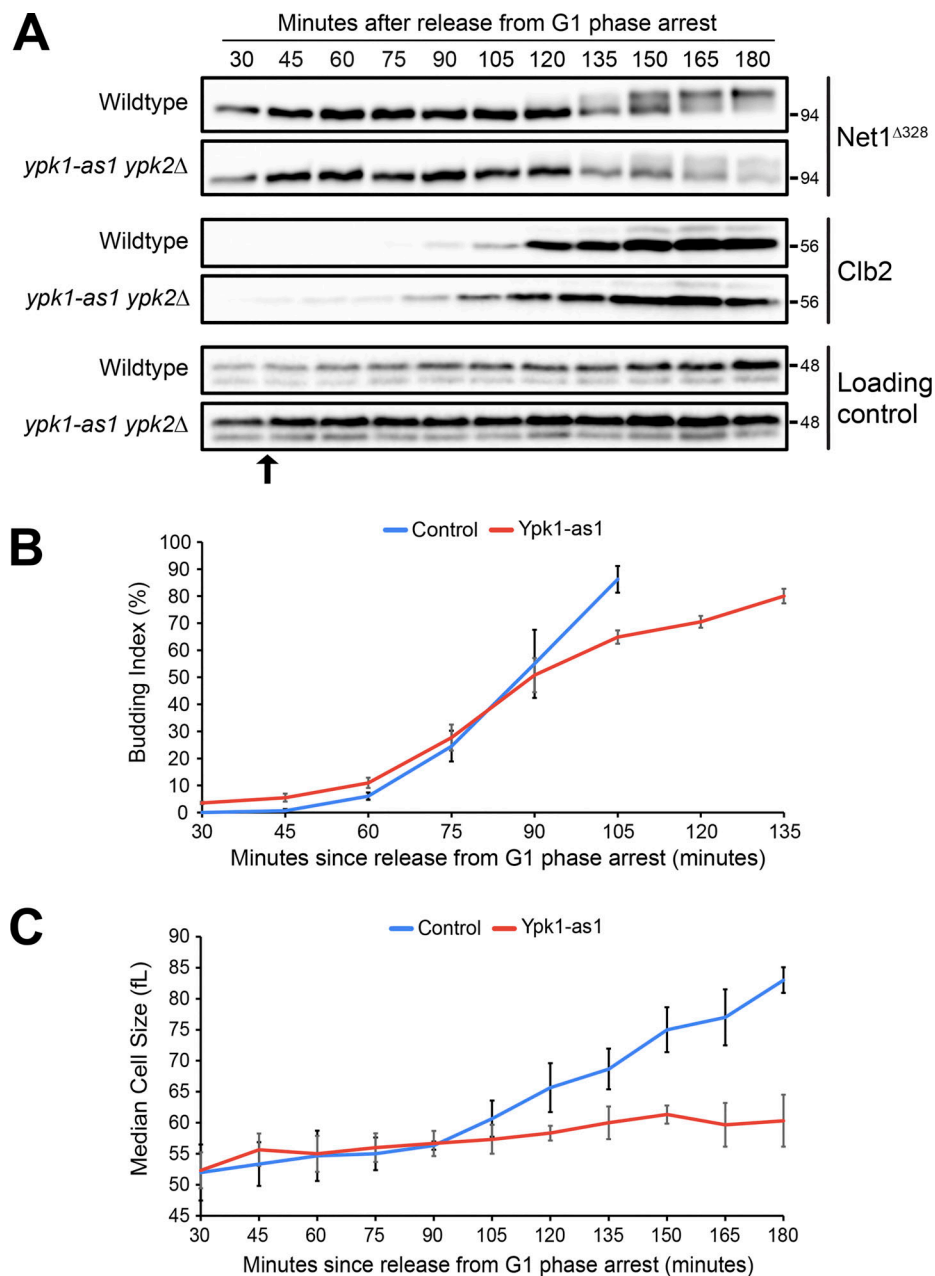 A
Minutes after release from G1 phase arrest
30 45 60 75 90 105 120 135 150 165 180
Wildtype
94
ypk1-as1 ypk2Δ
94
Net1Δ328
Wildtype
56
ypk1-as1 ypk2Δ
56
Clb2
Wildtype
48
ypk1-as1 ypk2Δ
48
Loading
control
B
Control Ypk1-as1
Budding Index (%)
100
90
80
70
60
50
40
30
20
10
0
30 45 60 75 90 105 120 135
Minutes since release from G1 phase arrest (minutes)
C
Control Ypk1-as1
Median Cell Size (fL)
90
85
75
65
60
55
50
45
30 45 60 75 90 105 120 135 150 165 180
Minutes since release from G1 phase arrest (minutes)